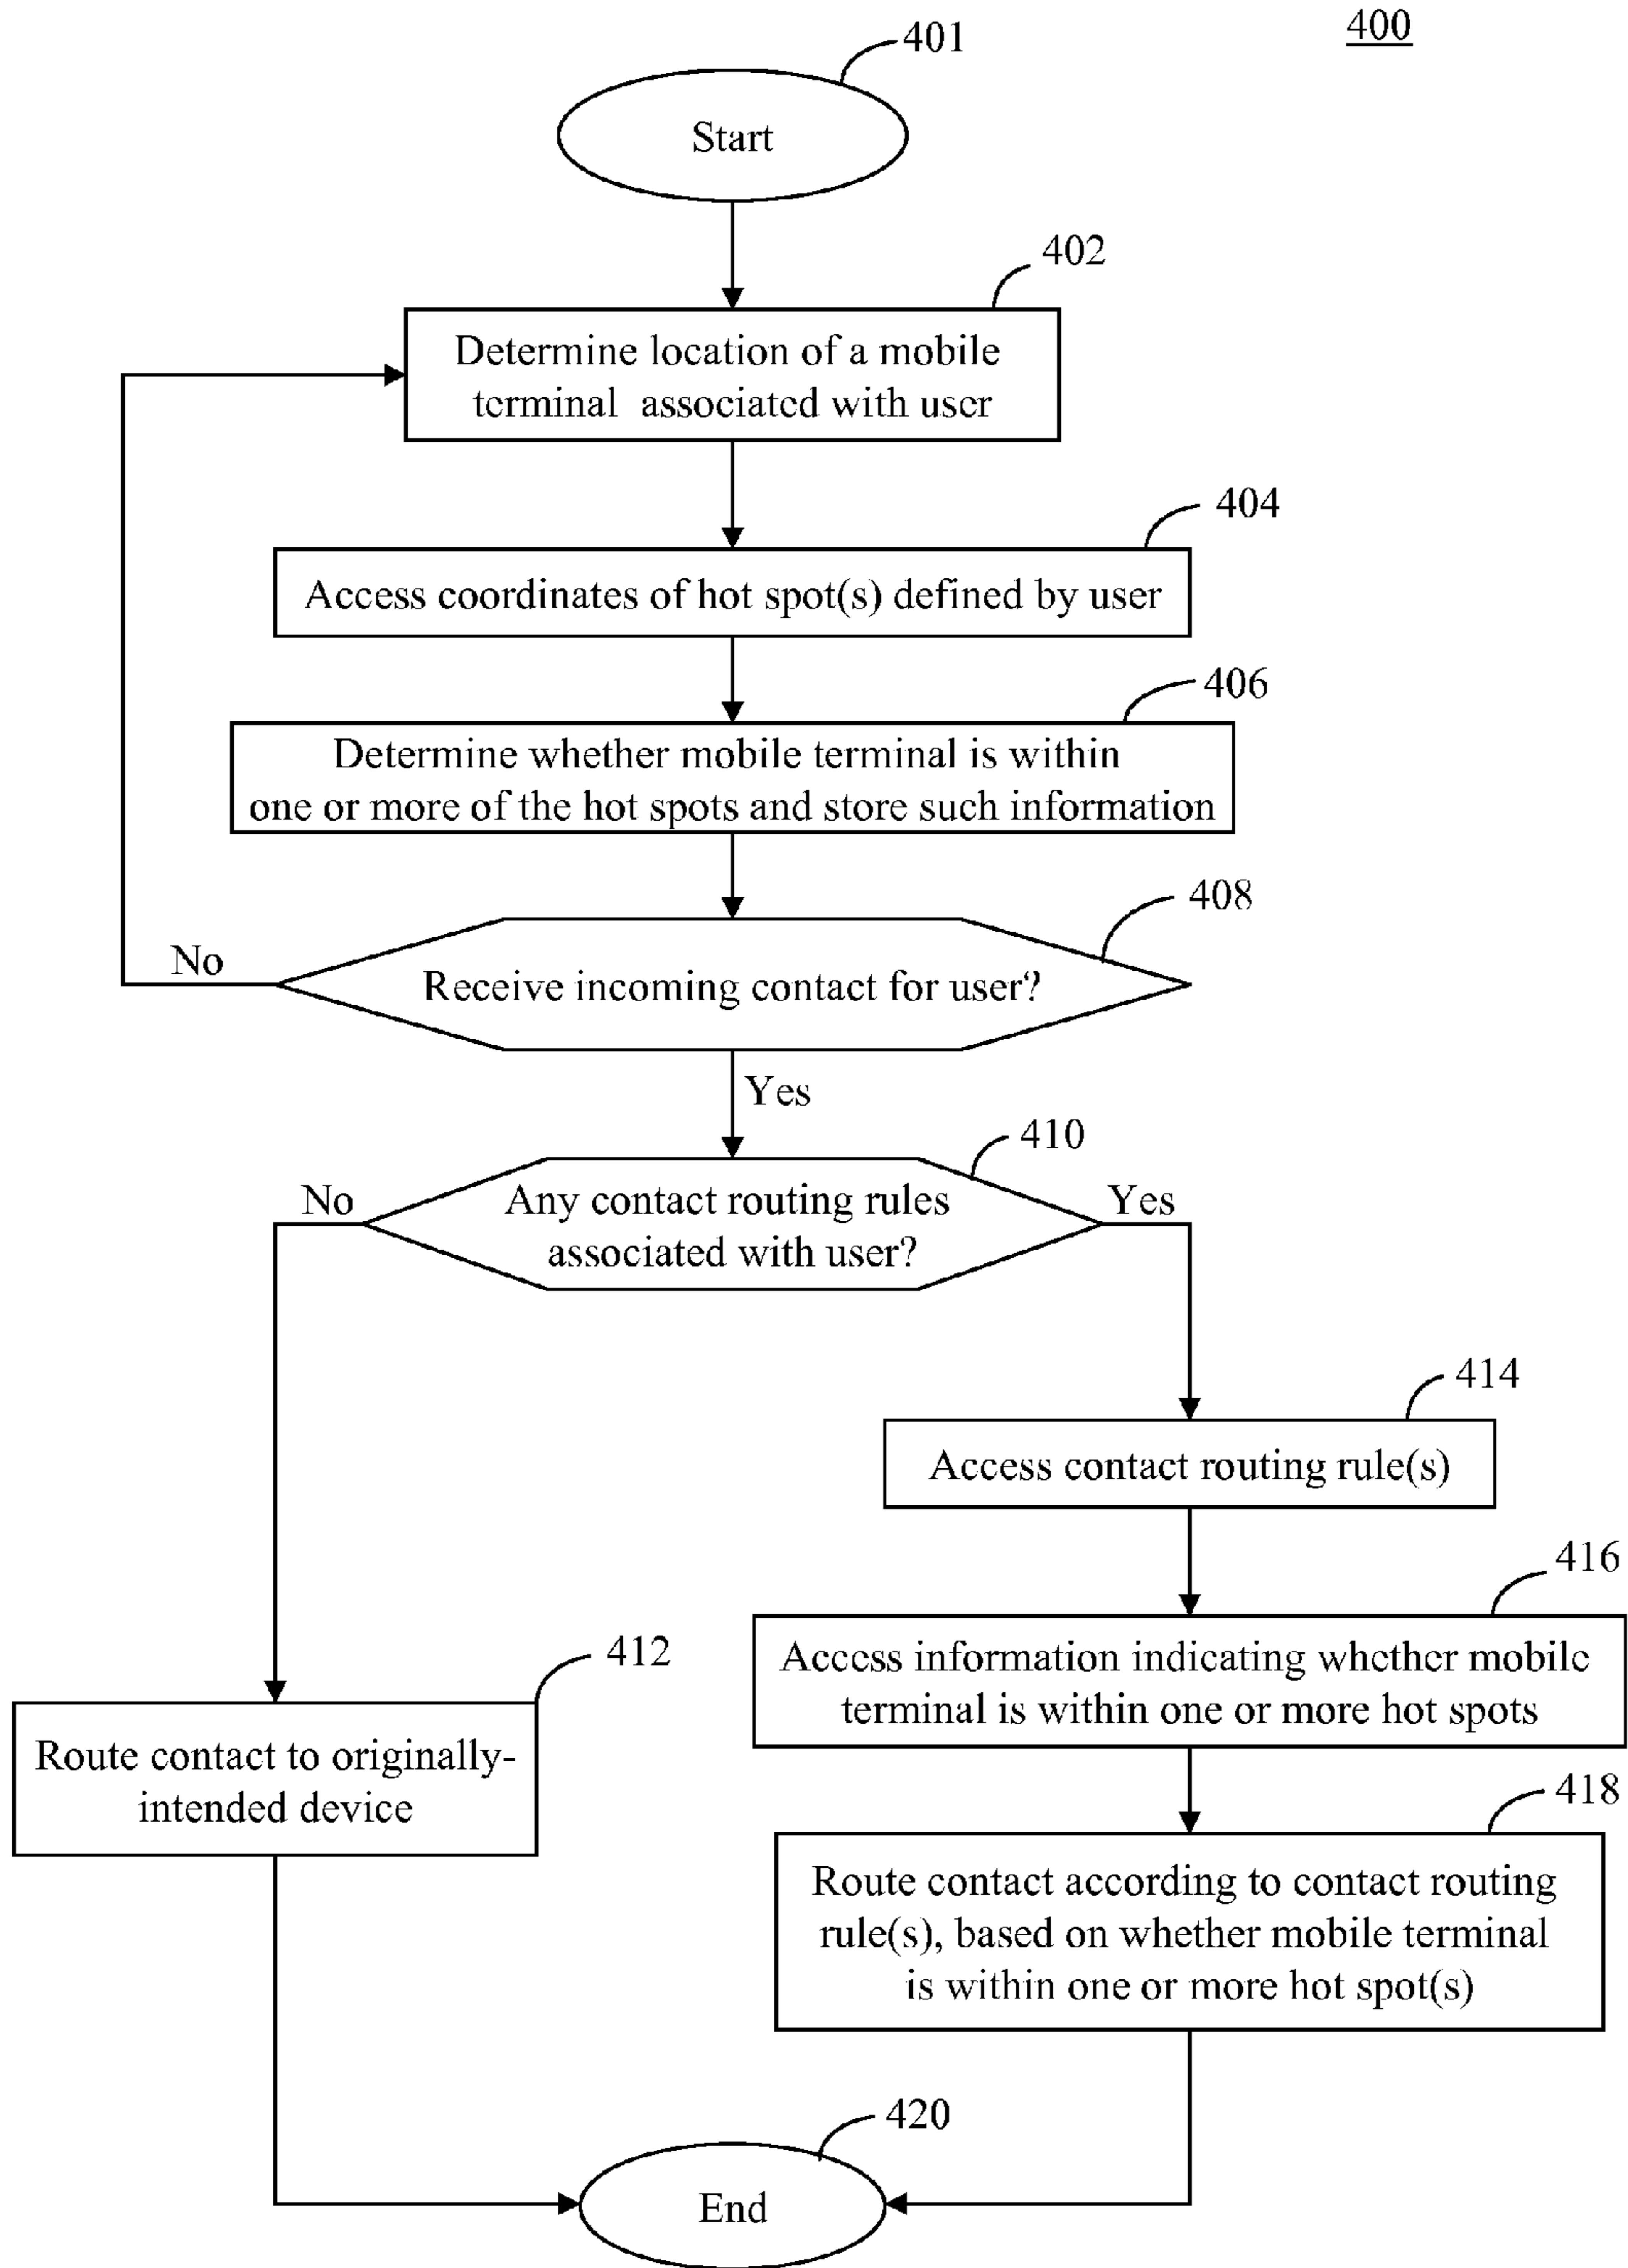 400
401
Start
402
Determine location of a mobile
terminal associated with user
404
Access coordinates of hot spot(s) defined by user
406
Determine whether mobile terminal is within
one or more of the hot spots and store such information
408
No
Receive incoming contact for user?
Yes
410
No
Any contact routing rules
associated with user?
Yes
414
Access contact routing rule(s)
416
Access information indicating whether mobile
terminal is within one or more hot spots
412
Route contact to originally-
intended device
418
Route contact according to contact routing
rule(s), based on whether mobile terminal
is within one or more hot spot(s)
420
End